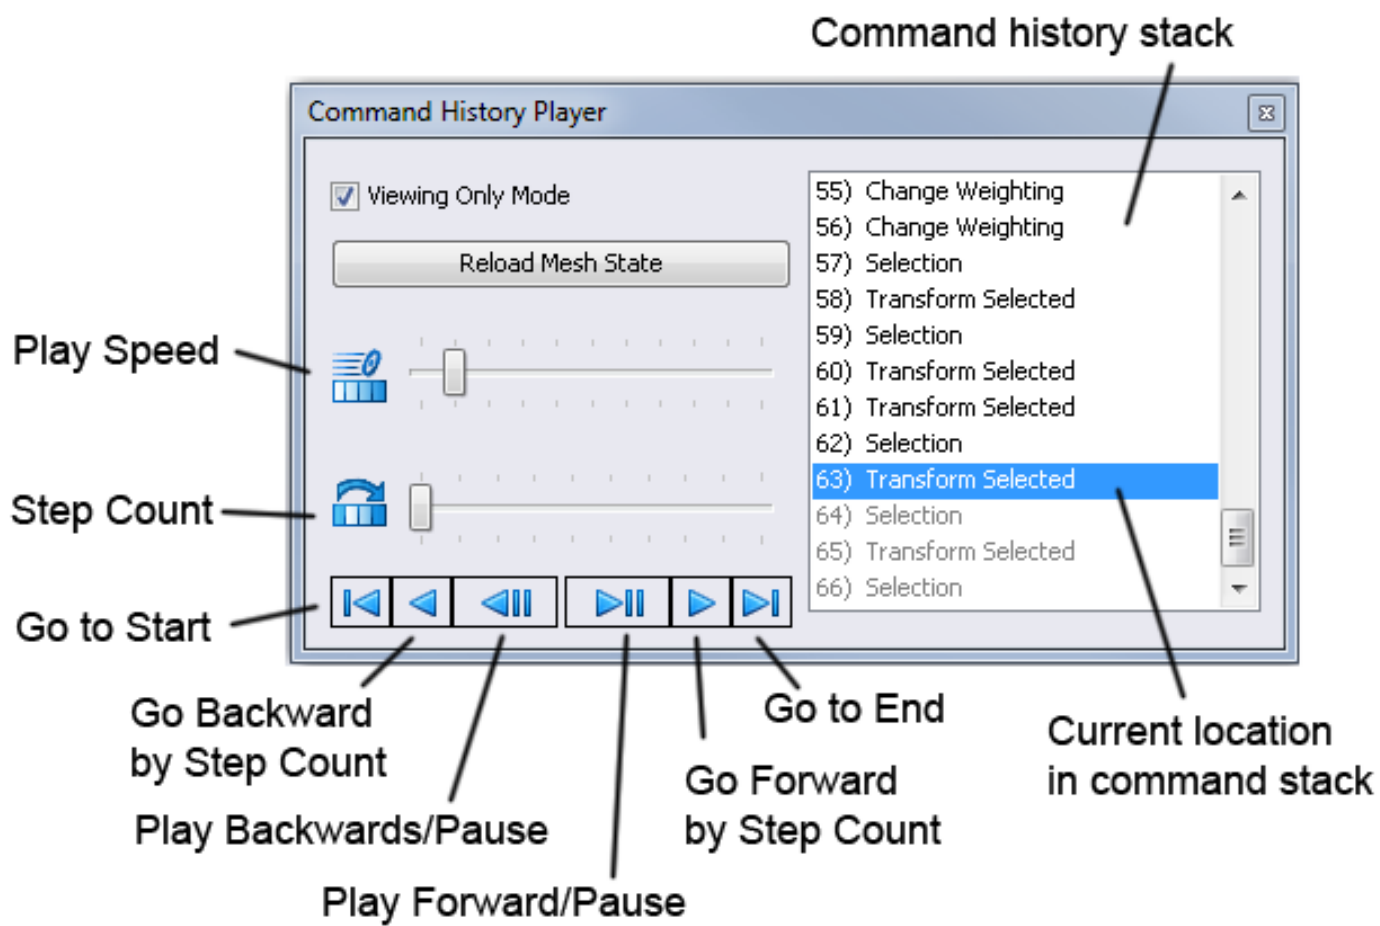 Command history stack
Command History Player
Viewing Only Mode
Reload Mesh State
55) Change Weighting
56) Change Weighting
57) Selection
58) Transform Selected
59) Selection
60) Transform Selected
61) Transform Selected
62) Selection
63) Transform Selected
64) Selection
65) Transform Selected
66) Selection
Play Speed
Step Count
Go to Start
Go Backward
by Step Count
Play Backwards/Pause
Play Forward/Pause
Go Forward
by Step Count
Go to End
Current location
in command stack